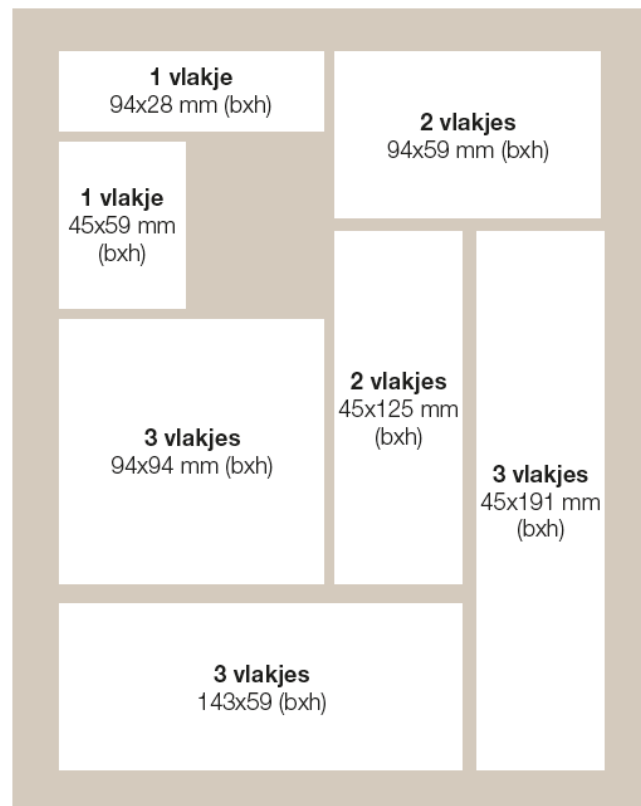 1 vlakje
94x28 mm (bxh)
2 vlakjes
94x59 mm (bxh)
1 vlakje
45x59 mm
(bxh)
3 vlakjes
94x94 mm (bxh)
2 vlakjes
45x125 mm
(bxh)
3 vlakjes
45x191 mm
(bxh)
3 vlakjes
143x59 (bxh)